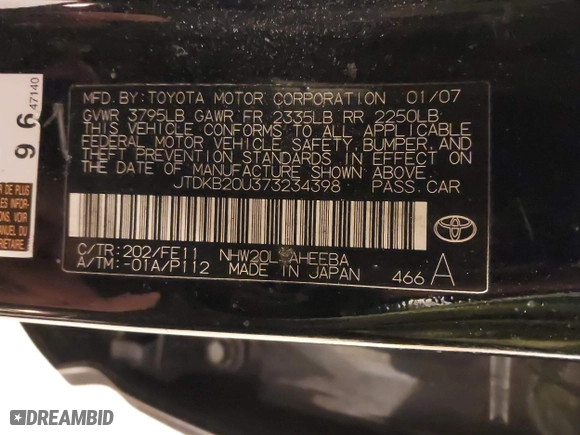 MFD. BY: TOYOTA MOTOR CORPORATION 01/07
GVWR 3795LB GAWR FR 2335LB RR 2250LB
THIS VEHICLE CONFORMS TO ALL APPLICABLE
FEDERAL MOTOR VEHICLE SAFETY, BUMPER, AND
THEFT PREVENTION STANDARDS IN EFFECT ON
THE DATE OF MANUFACTURE SHOWN ABOVE.
JTDKB20U373234398 PASS. CAR
C/TR: 202/FE11 NHW20L-AHEEBA
A/TM: -01A/P112 MADE IN JAPAN
466 A
96
47140
DREAMBID